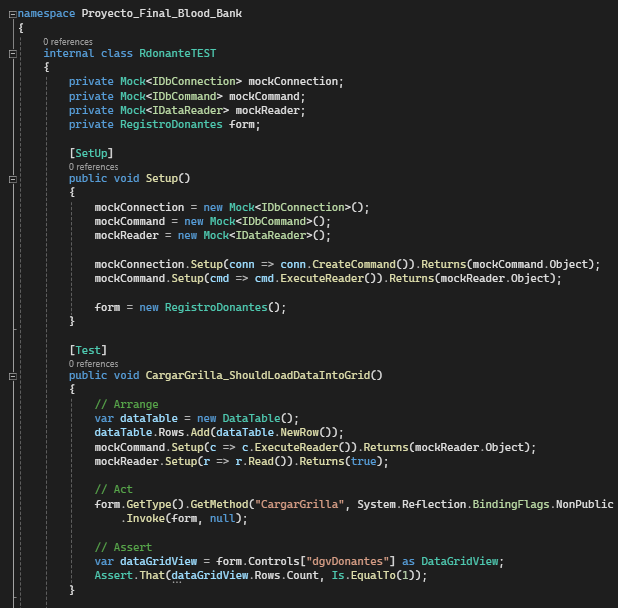 namespace Proyecto_Final_Blood_Bank
{
0 references
internal class RdonanteTEST
{
private Mock<IDbConnection> mockConnection;
private Mock<IDbCommand> mockCommand;
private Mock<IDataReader> mockReader;
private RegistroDonantes form;
[SetUp]
0 references
public void Setup()
{
mockConnection = new Mock<IDbConnection>();
mockCommand = new Mock<IDbCommand>();
mockReader = new Mock<IDataReader>();
mockConnection.Setup(conn => conn.CreateCommand()).Returns(mockCommand.Object);
mockCommand.Setup(cmd => cmd.ExecuteReader()).Returns(mockReader.Object);
form = new RegistroDonantes();
}
[Test]
0 references
public void CargarGrilla_ShouldLoadDataIntoGrid()
{
// Arrange
var dataTable = new DataTable();
dataTable.Rows.Add(dataTable.NewRow());
mockCommand.Setup(c => c.ExecuteReader()).Returns(mockReader.Object);
mockReader.Setup(r => r.Read()).Returns(true);
// Act
form.GetType().GetMethod("CargarGrilla", System.Reflection.BindingFlags.NonPublic
.Invoke(form, null);
// Assert
var dataGridView = form.Controls["dgvDonantes"] as DataGridView;
Assert.That(dataGridView.Rows.Count, Is.EqualTo(1));
}